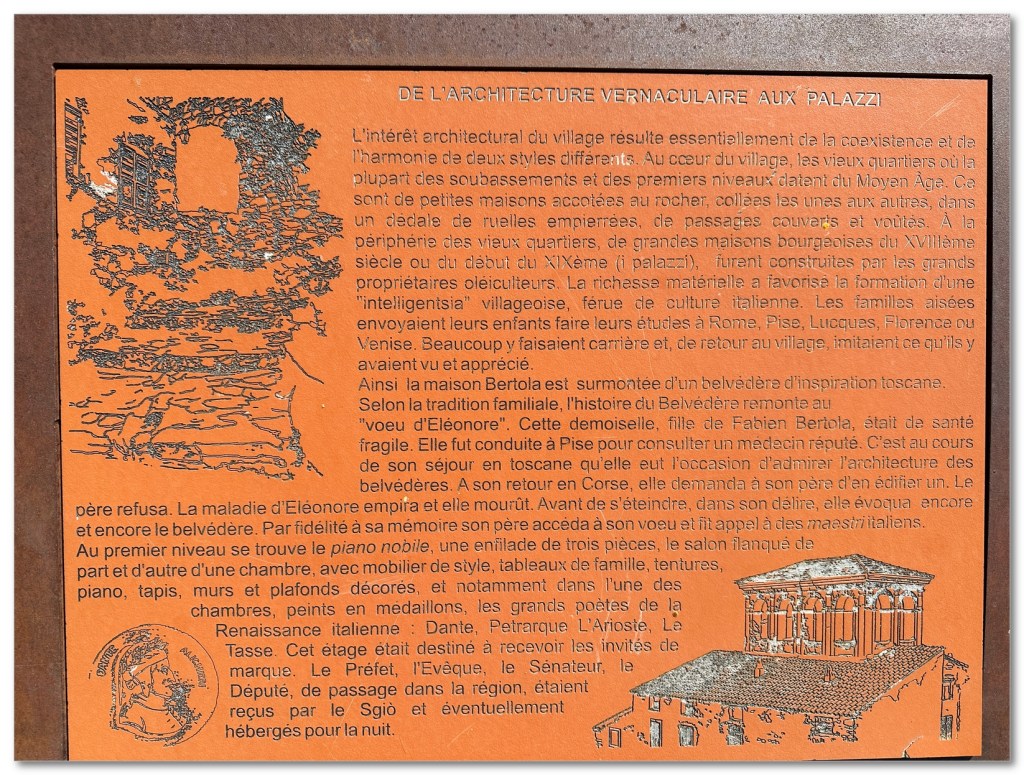 DE L'ARCHITECTURE VERNACULAIRE AUX PALAZZI
L'intérêt architectural du village résulte essentiellement de la coexistence et de
l'harmonie de deux styles différents. Au cœur du village, les vieux quartiers où la
plupart des soubassements et des premiers niveaux datent du Moyen Âge. Ce
sont de petites maisons accotées au rocher, collées les unes aux autres, dans
un dédale de ruelles empierrées, de passages couverts et voûtés. À la
périphérie des vieux quartiers, de grandes maisons bourgeoises du XVIIIème
siècle ou du début du XIXème (i palazzi), furent construites par les grands
propriétaires oléiculteurs. La richesse matérielle a favorisé la formation d'une
"intelligentsia" villageoise, férue de culture italienne. Les familles aisées
envoyaient leurs enfants faire leurs études à Rome, Pise, Lucques, Florence ou
Venise. Beaucoup y faisaient carrière et, de retour au village, imitaient ce qu'ils y
avaient vu et apprécié.
Ainsi la maison Bertola est surmontée d'un belvédère d'inspiration toscane.
Selon la tradition familiale, l'histoire du Belvédère remonte au
"voeu d'Eléonore". Cette demoiselle, fille de Fabien Bertola, était de santé
fragile. Elle fut conduite à Pise pour consulter un médecin réputé. C'est au cours
de son séjour en toscane qu'elle eut l'occasion d'admirer l'architecture des
belvédères. A son retour en Corse, elle demanda à son père d'en édifier un. Le
père refusa. La maladie d'Eléonore empira et elle mourût. Avant de s'éteindre, dans son délire, elle évoqua encore
et encore le belvédère. Par fidélité à sa mémoire son père accéda à son voeu et fit appel à des maestri italiens.
Au premier niveau se trouve le piano nobile, une enfilade de trois pièces, le salon flanqué de
part et d'autre d'une chambre, avec mobilier de style, tableaux de famille, tentures,
piano, tapis, murs et plafonds décorés, et notamment dans l'une des
chambres, peints en médaillons, les grands poètes de la
Renaissance italienne : Dante, Petrarque L'Arioste, Le
Tasse. Cet étage était destiné à recevoir les invités de
marque. Le Préfet, l'Evêque, le Sénateur, le
Député, de passage dans la région, étaient
reçus par le Sgiò et éventuellement
hébergés pour la nuit.